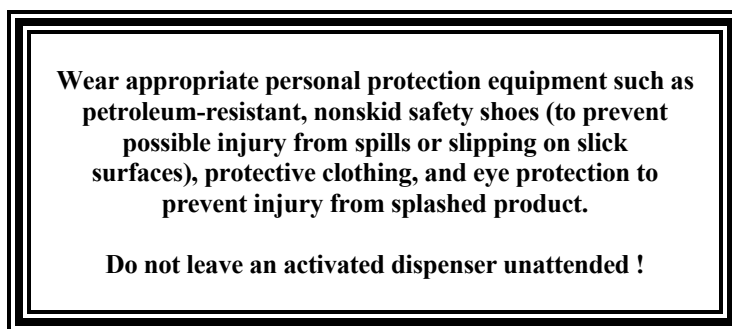 Wear appropriate personal protection equipment such as
petroleum-resistant, nonskid safety shoes (to prevent
possible injury from spills or slipping on slick
surfaces), protective clothing, and eye protection to
prevent injury from splashed product.
Do not leave an activated dispenser unattended !